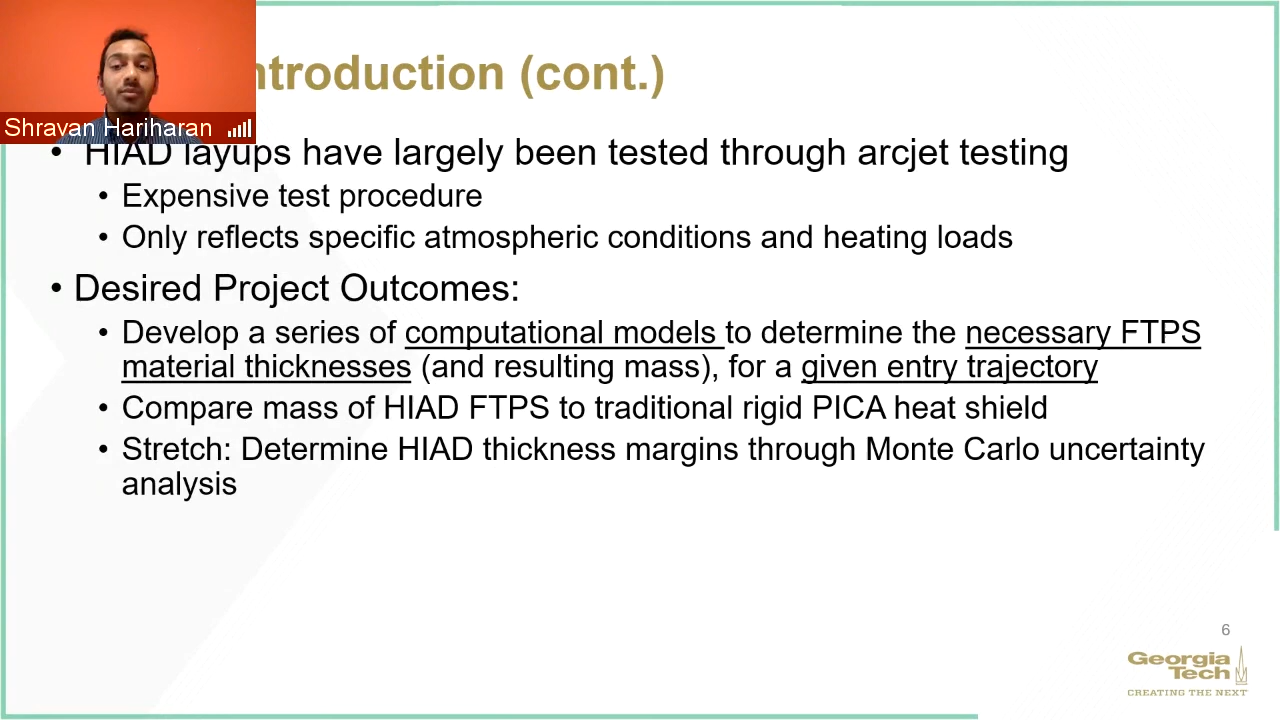 ntroduction (cont.)
Shravan Hariharan
• HIAD layups have largely been tested through arcjet testing
• Expensive test procedure
• Only reflects specific atmospheric conditions and heating loads
• Desired Project Outcomes:
• Develop a series of computational models to determine the necessary FTPS
material thicknesses (and resulting mass), for a given entry trajectory
• Compare mass of HIAD FTPS to traditional rigid PICA heat shield
• Stretch: Determine HIAD thickness margins through Monte Carlo uncertainty
analysis
6
Georgia
Tech
CREATING THE NEXT